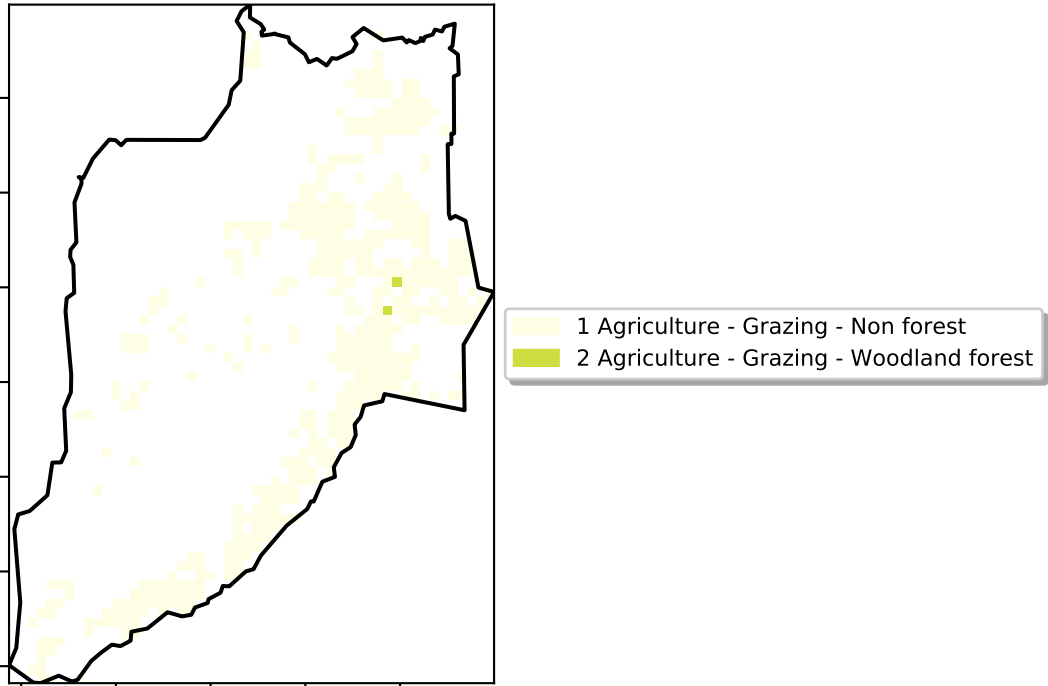 1 Agriculture - Grazing - Non forest
2 Agriculture - Grazing - Woodland forest